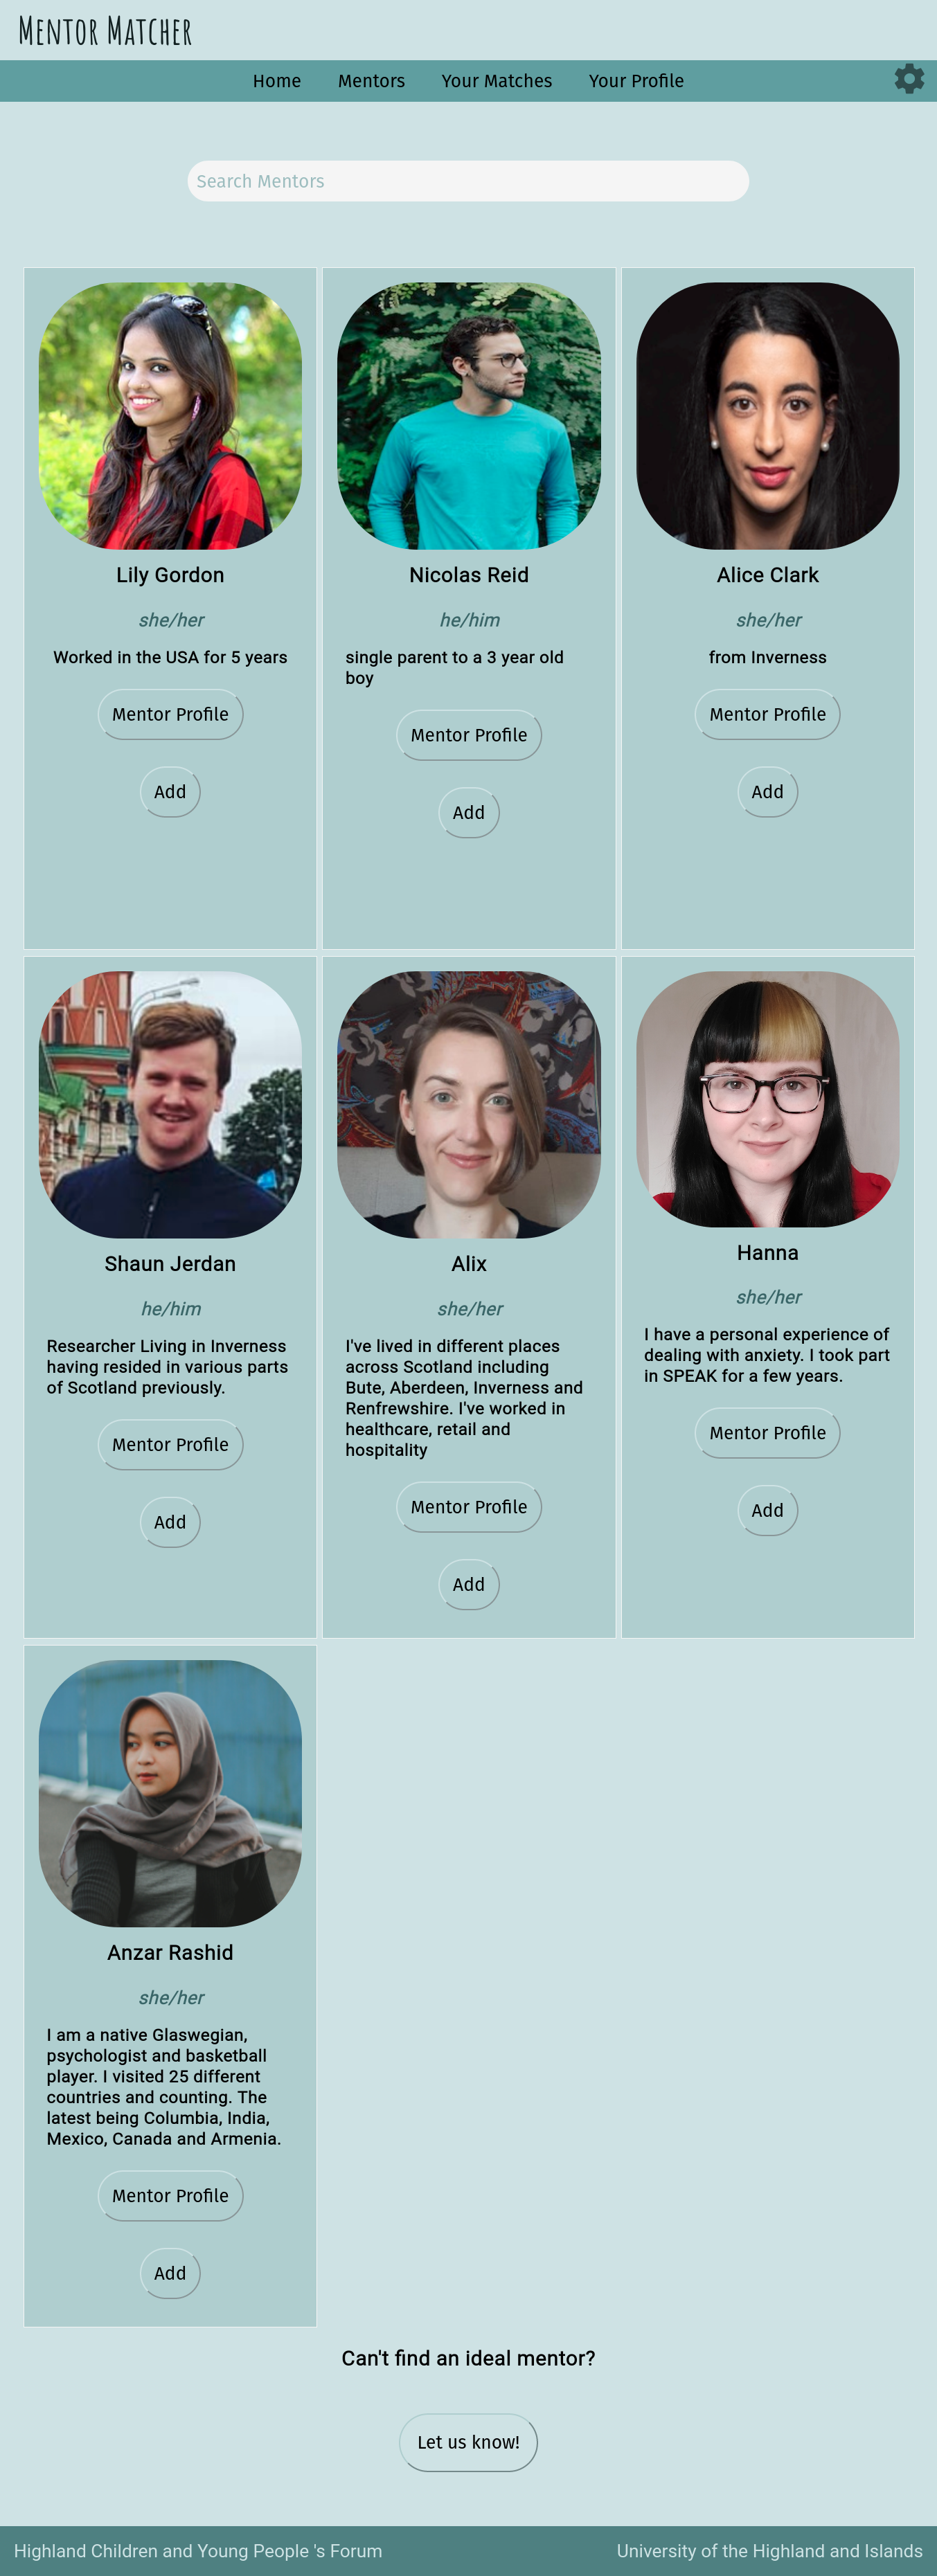 Mentor Matcher
Home Mentors Your Matches Your Profile
Search Mentors
Lily Gordon
she/her
Worked in the USA for 5 years
Mentor Profile
Add
Nicolas Reid
he/him
single parent to a 3 year old
boy
Mentor Profile
Add
Alice Clark
she/her
from Inverness
Mentor Profile
Add
Shaun Jerdan
he/him
Researcher Living in Inverness
having resided in various parts
of Scotland previously.
Mentor Profile
Add
Alix
she/her
I've lived in different places
across Scotland including
Bute, Aberdeen, Inverness and
Renfrewshire. I've worked in
healthcare, retail and
hospitality
Mentor Profile
Add
Hanna
she/her
I have a personal experience of
dealing with anxiety. I took part
in SPEAK for a few years.
Mentor Profile
Add
Anzar Rashid
she/her
I am a native Glaswegian,
psychologist and basketball
player. I visited 25 different
countries and counting. The
latest being Columbia, India,
Mexico, Canada and Armenia.
Mentor Profile
Add
Can't find an ideal mentor?
Let us know!
Highland Children and Young People 's Forum
University of the Highland and Islands